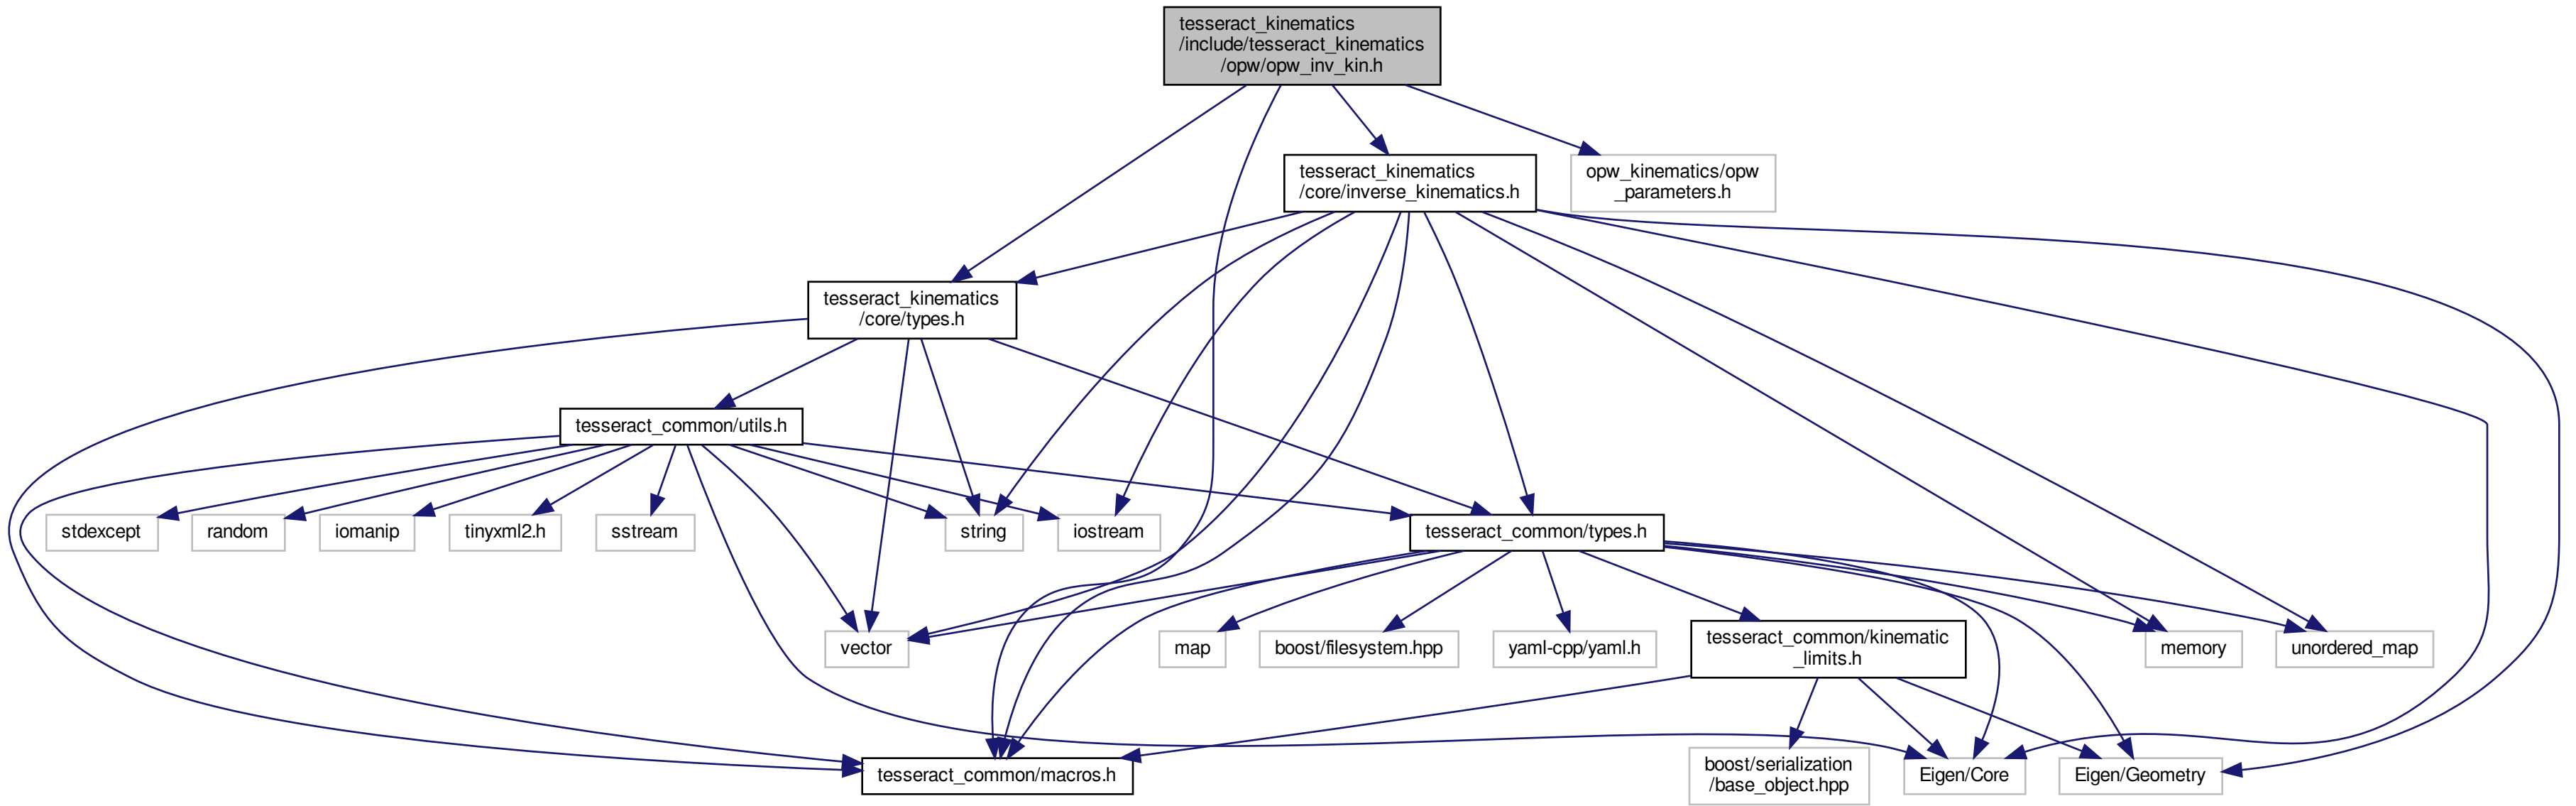 tesseract_kinematics
/include/tesseract_kinematics
/opw/opw_inv_kin.h
tesseract_kinematics
/core/inverse_kinematics.h
opw_kinematics/opw
_parameters.h
tesseract_kinematics
/core/types.h
tesseract_common/utils.h
stdexcept
random
iomanip
tinyxml2.h
sstream
string
iostream
tesseract_common/types.h
vector
map
boost/filesystem.hpp
yaml-cpp/yaml.h
tesseract_common/kinematic
_limits.h
memory
unordered_map
tesseract_common/macros.h
boost/serialization
/base_object.hpp
Eigen/Core
Eigen/Geometry